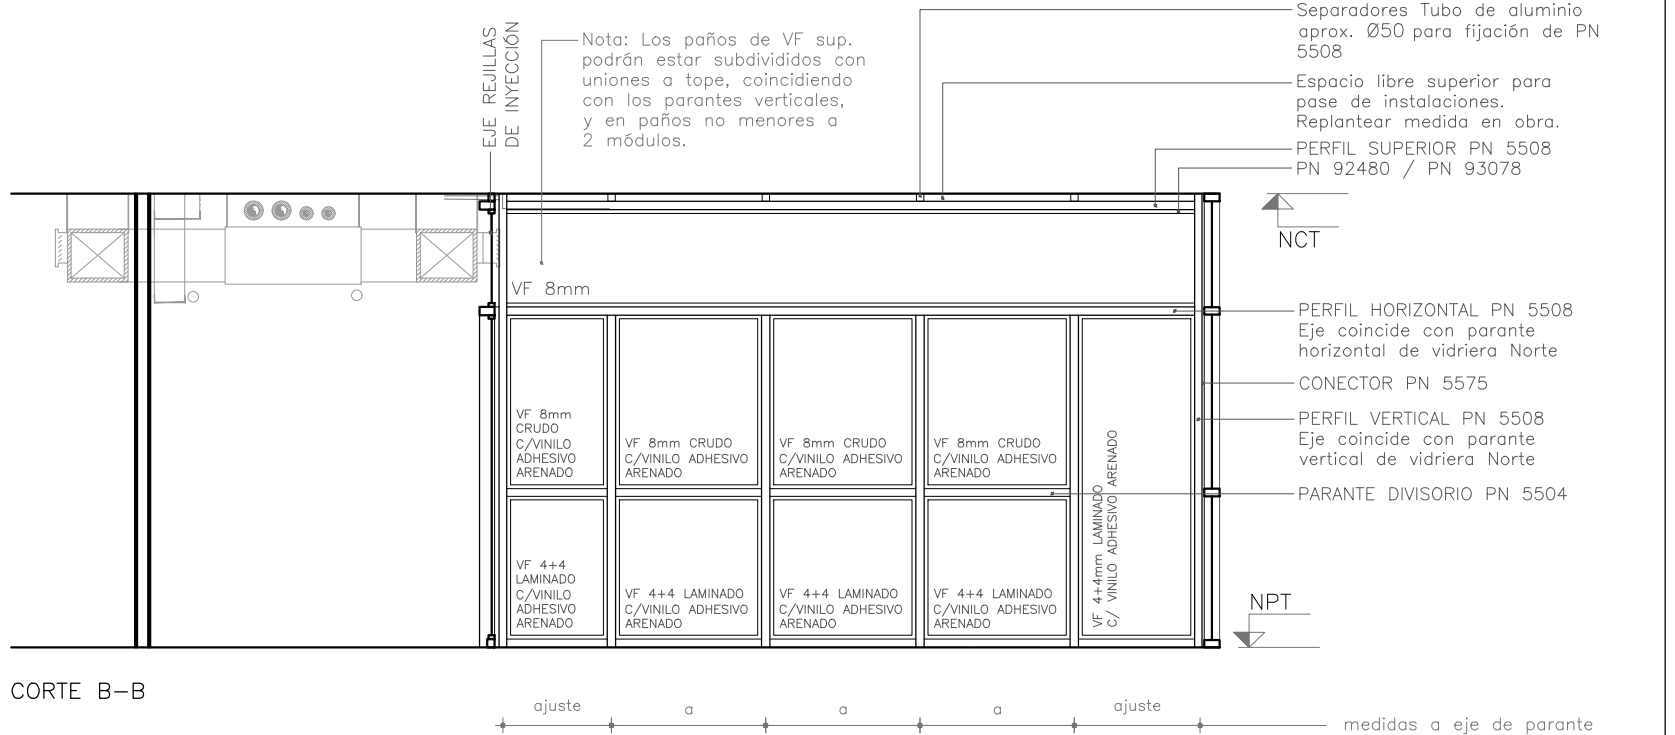 EJE REJILLAS
DE INYECCIÓN
Nota: Los paños de VF sup.
podrán estar subdivididos con
uniones a tope, coincidiendo
con los parantes verticales,
y en paños no menores a
2 módulos.
Separadores Tubo de aluminio
aprox. Ø50 para fijación de PN
5508
Espacio libre superior para
pase de instalaciones.
Replantear medida en obra.
PERFIL SUPERIOR PN 5508
PN 92480 / PN 93078
NCT
VF 8mm
PERFIL HORIZONTAL PN 5508
Eje coincide con parante
horizontal de vidriera Norte
CONECTOR PN 5575
PERFIL VERTICAL PN 5508
Eje coincide con parante
vertical de vidriera Norte
PARANTE DIVISORIO PN 5504
VF 8mm
CRUDO
C/VINILO
ADHESIVO
ARENADO
VF 8mm CRUDO
C/VINILO ADHESIVO
ARENADO
VF 8mm CRUDO
C/VINILO ADHESIVO
ARENADO
VF 8mm CRUDO
C/VINILO ADHESIVO
ARENADO
VF 4+4mm LAMINADO
C/ VINILO ADHESIVO ARENADO
VF 4+4
LAMINADO
C/VINILO
ADHESIVO
ARENADO
VF 4+4 LAMINADO
C/VINILO ADHESIVO
ARENADO
VF 4+4 LAMINADO
C/VINILO ADHESIVO
ARENADO
VF 4+4 LAMINADO
C/VINILO ADHESIVO
ARENADO
NPT
CORTE B-B
ajuste
a
a
a
ajuste
medidas a eje de parante